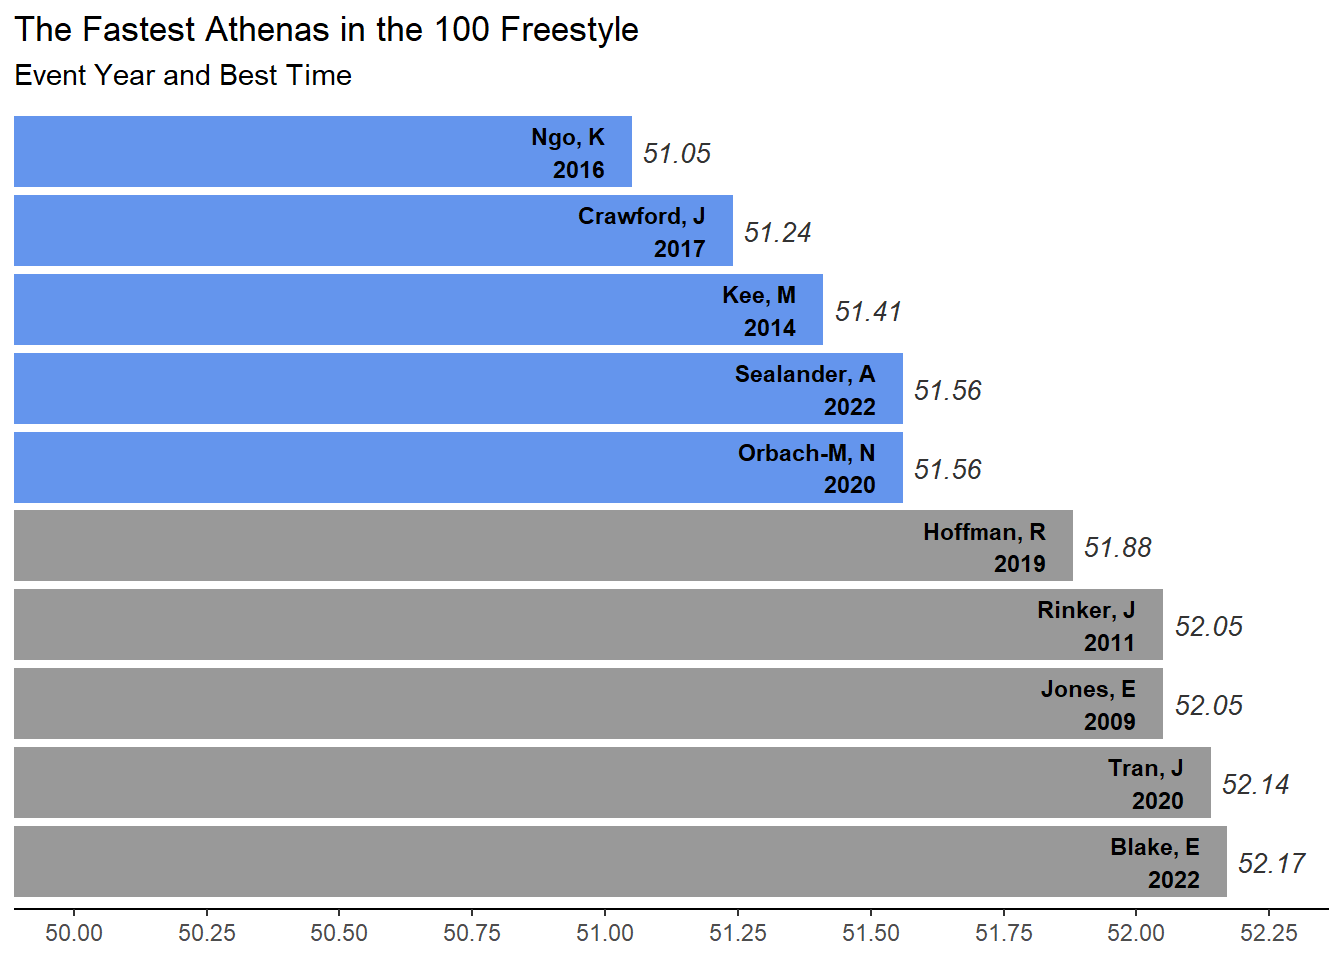 The Fastest Athenas in the 100 Freestyle
Event Year and Best Time
Ngo, K
2016
51.05
Crawford, J
2017
51.24
Kee, M
2014
51.41
Sealander, A
2022
51.56
Orbach-M, N
2020
51.56
Hoffman, R
2019
51.88
Rinker, J
2011
52.05
Jones, E
2009
52.05
Tran, J
2020
52.14
Blake, E
2022
52.17
50.00 50.25 50.50 50.75 51.00 51.25 51.50 51.75 52.00 52.25